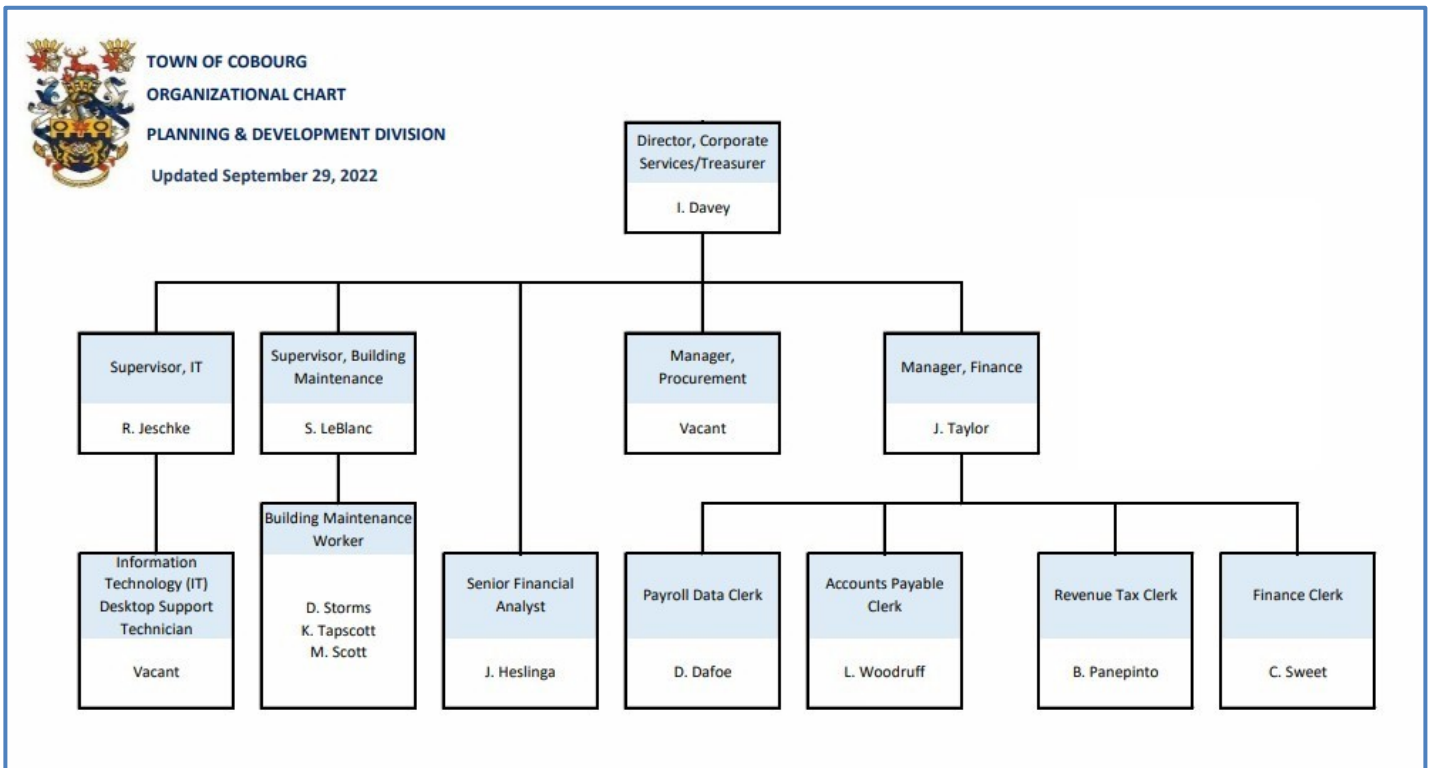 TOWN OF COBOURG
ORGANIZATIONAL CHART
PLANNING & DEVELOPMENT DIVISION
Updated September 29, 2022
Director, Corporate
Services/Treasurer
I. Davey
Supervisor, IT
R. Jeschke
Supervisor, Building
Maintenance
S. LeBlanc
Manager,
Procurement
Vacant
Manager, Finance
J. Taylor
Information
Technology (IT)
Desktop Support
Technician
Vacant
Building Maintenance
Worker
D. Storms
K. Tapscott
M. Scott
Senior Financial
Analyst
J. Heslinga
Payroll Data Clerk
D. Dafoe
Accounts Payable
Clerk
L. Woodruff
Revenue Tax Clerk
B. Panepinto
Finance Clerk
C. Sweet